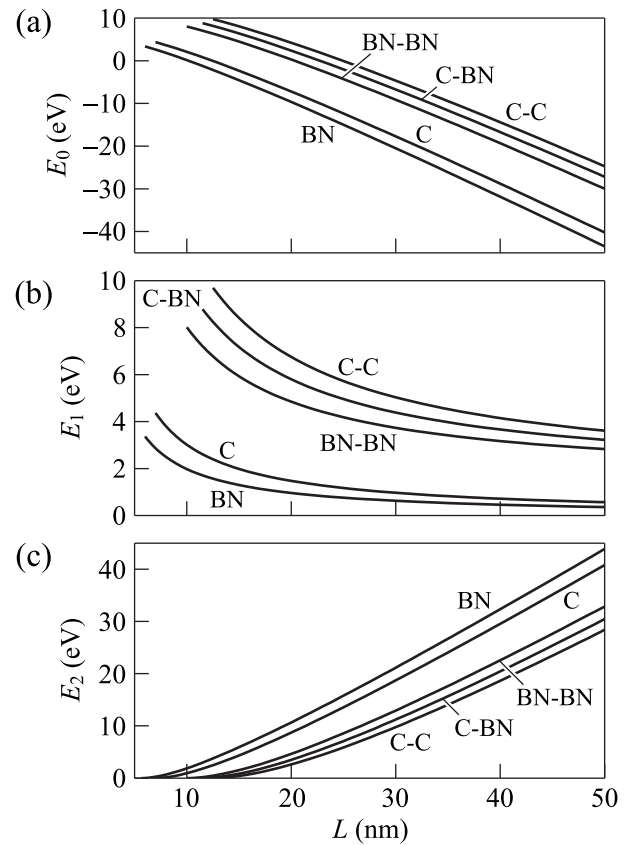 (a)
E₀ (eV)
10
0
−10
−20
−30
−40
BN-BN
C-BN
C-C
BN
C
(b)
E₁ (eV)
10
8
6
4
2
0
C-BN
C-C
BN-BN
C
BN
(c)
E₂ (eV)
40
30
20
10
0
BN
C
BN-BN
C-BN
C-C
10 20 30 40 50
L (nm)